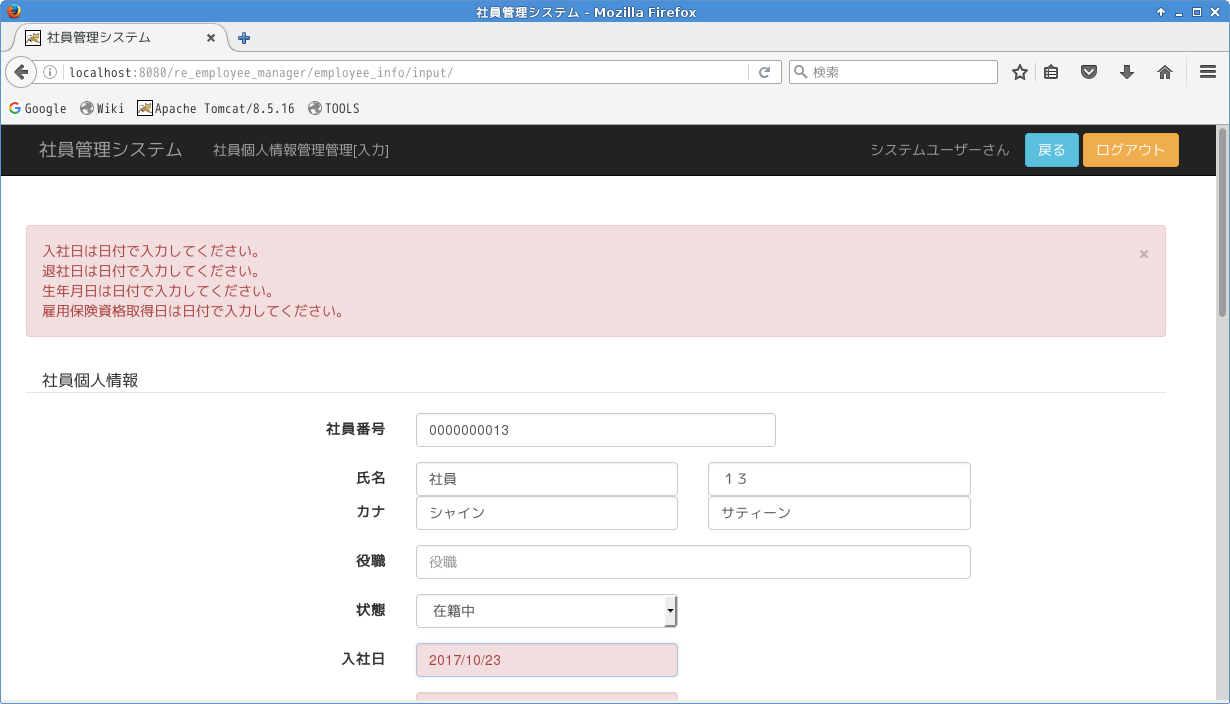 社員管理システム - Mozilla Firefox
社員管理システム
localhost:8080/re_employee_manager/employee_info/input/
検索
Google Wiki Apache Tomcat/8.5.16 TOOLS
社員管理システム 社員個人情報管理管理[入力] システムユーザーさん 戻る ログアウト
入社日は日付で入力してください。
退社日は日付で入力してください。
生年月日は日付で入力してください。
雇用保険資格取得日は日付で入力してください。
社員個人情報
社員番号 0000000013
氏名 社員 １３
カナ シャイン サティーン
役職 役職
状態 在籍中
入社日 2017/10/23